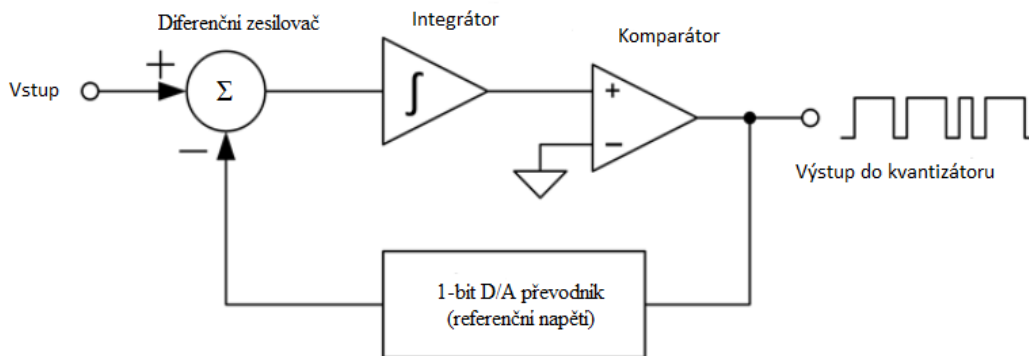 Diferenční zesilovač
Integrátor
Komparátor
Vstup
+
Σ
∫
+
−
−
Výstup do kvantizátoru
1-bit D/A převodník
(referenční napětí)